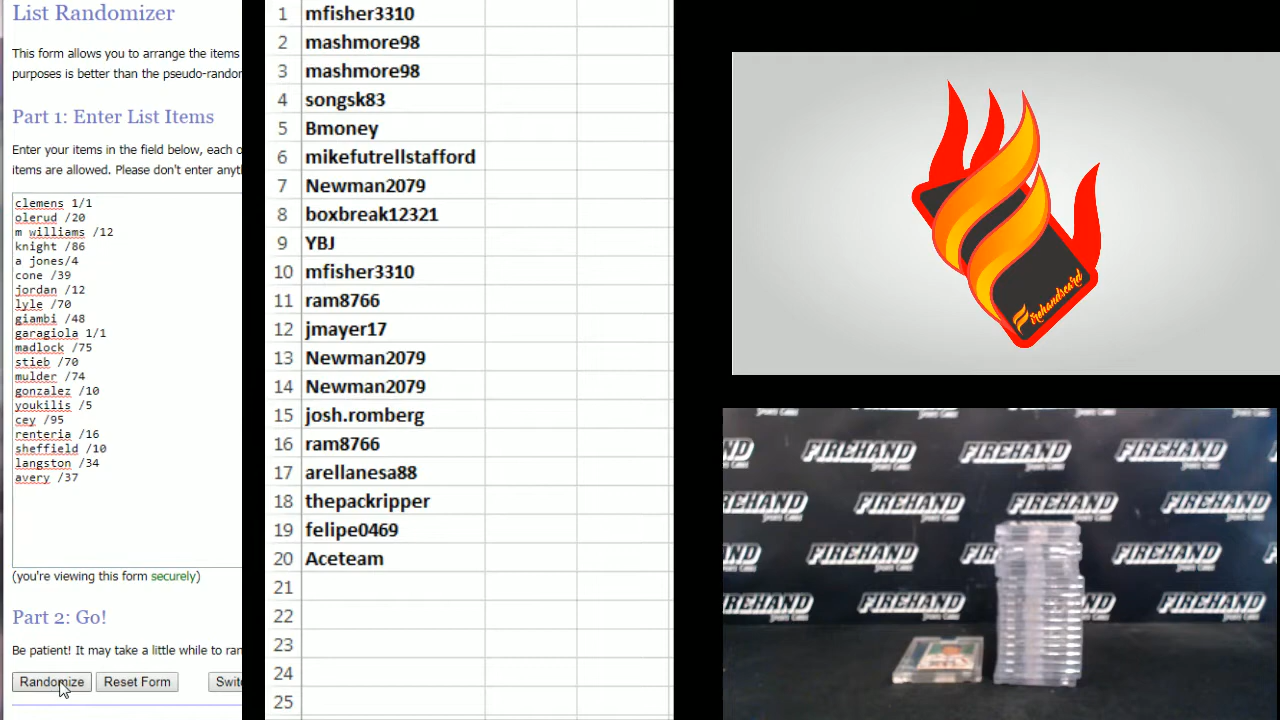 List Randomizer
This form allows you to arrange the items
purposes is better than the pseudo-rando
Part 1: Enter List Items
Enter your items in the field below, each o
items are allowed. Please don't enter anyth
clemens 1/1
olerud /20
m williams /12
knight /86
a jones/4
cone /39
jordan /12
lyle /70
giambi /48
garagiola 1/1
madlock /75
stieb /70
mulder /74
gonzalez /10
youkilis /5
cey /95
renteria /16
sheffield /10
langston /34
avery /37
(you're viewing this form securely)
Part 2: Go!
Be patient! It may take a little while to ran
Randomize Reset Form Switc
1 mfisher3310
2 mashmore98
3 mashmore98
4 songsk83
5 Bmoney
6 mikefutrellstafford
7 Newman2079
8 boxbreak12321
9 YBJ
10 mfisher3310
11 ram8766
12 jmayer17
13 Newman2079
14 Newman2079
15 josh.romberg
16 ram8766
17 arellanesa88
18 thepackripper
19 felipe0469
20 Aceteam
21
22
23
24
25
Firehandscard
FIREHAND FIREHAND FIREHAND
FIREHAND FIREHAND FIREHAND
FIREHAND FIREHAND
FIREHAND FIREHAND FIREHAND